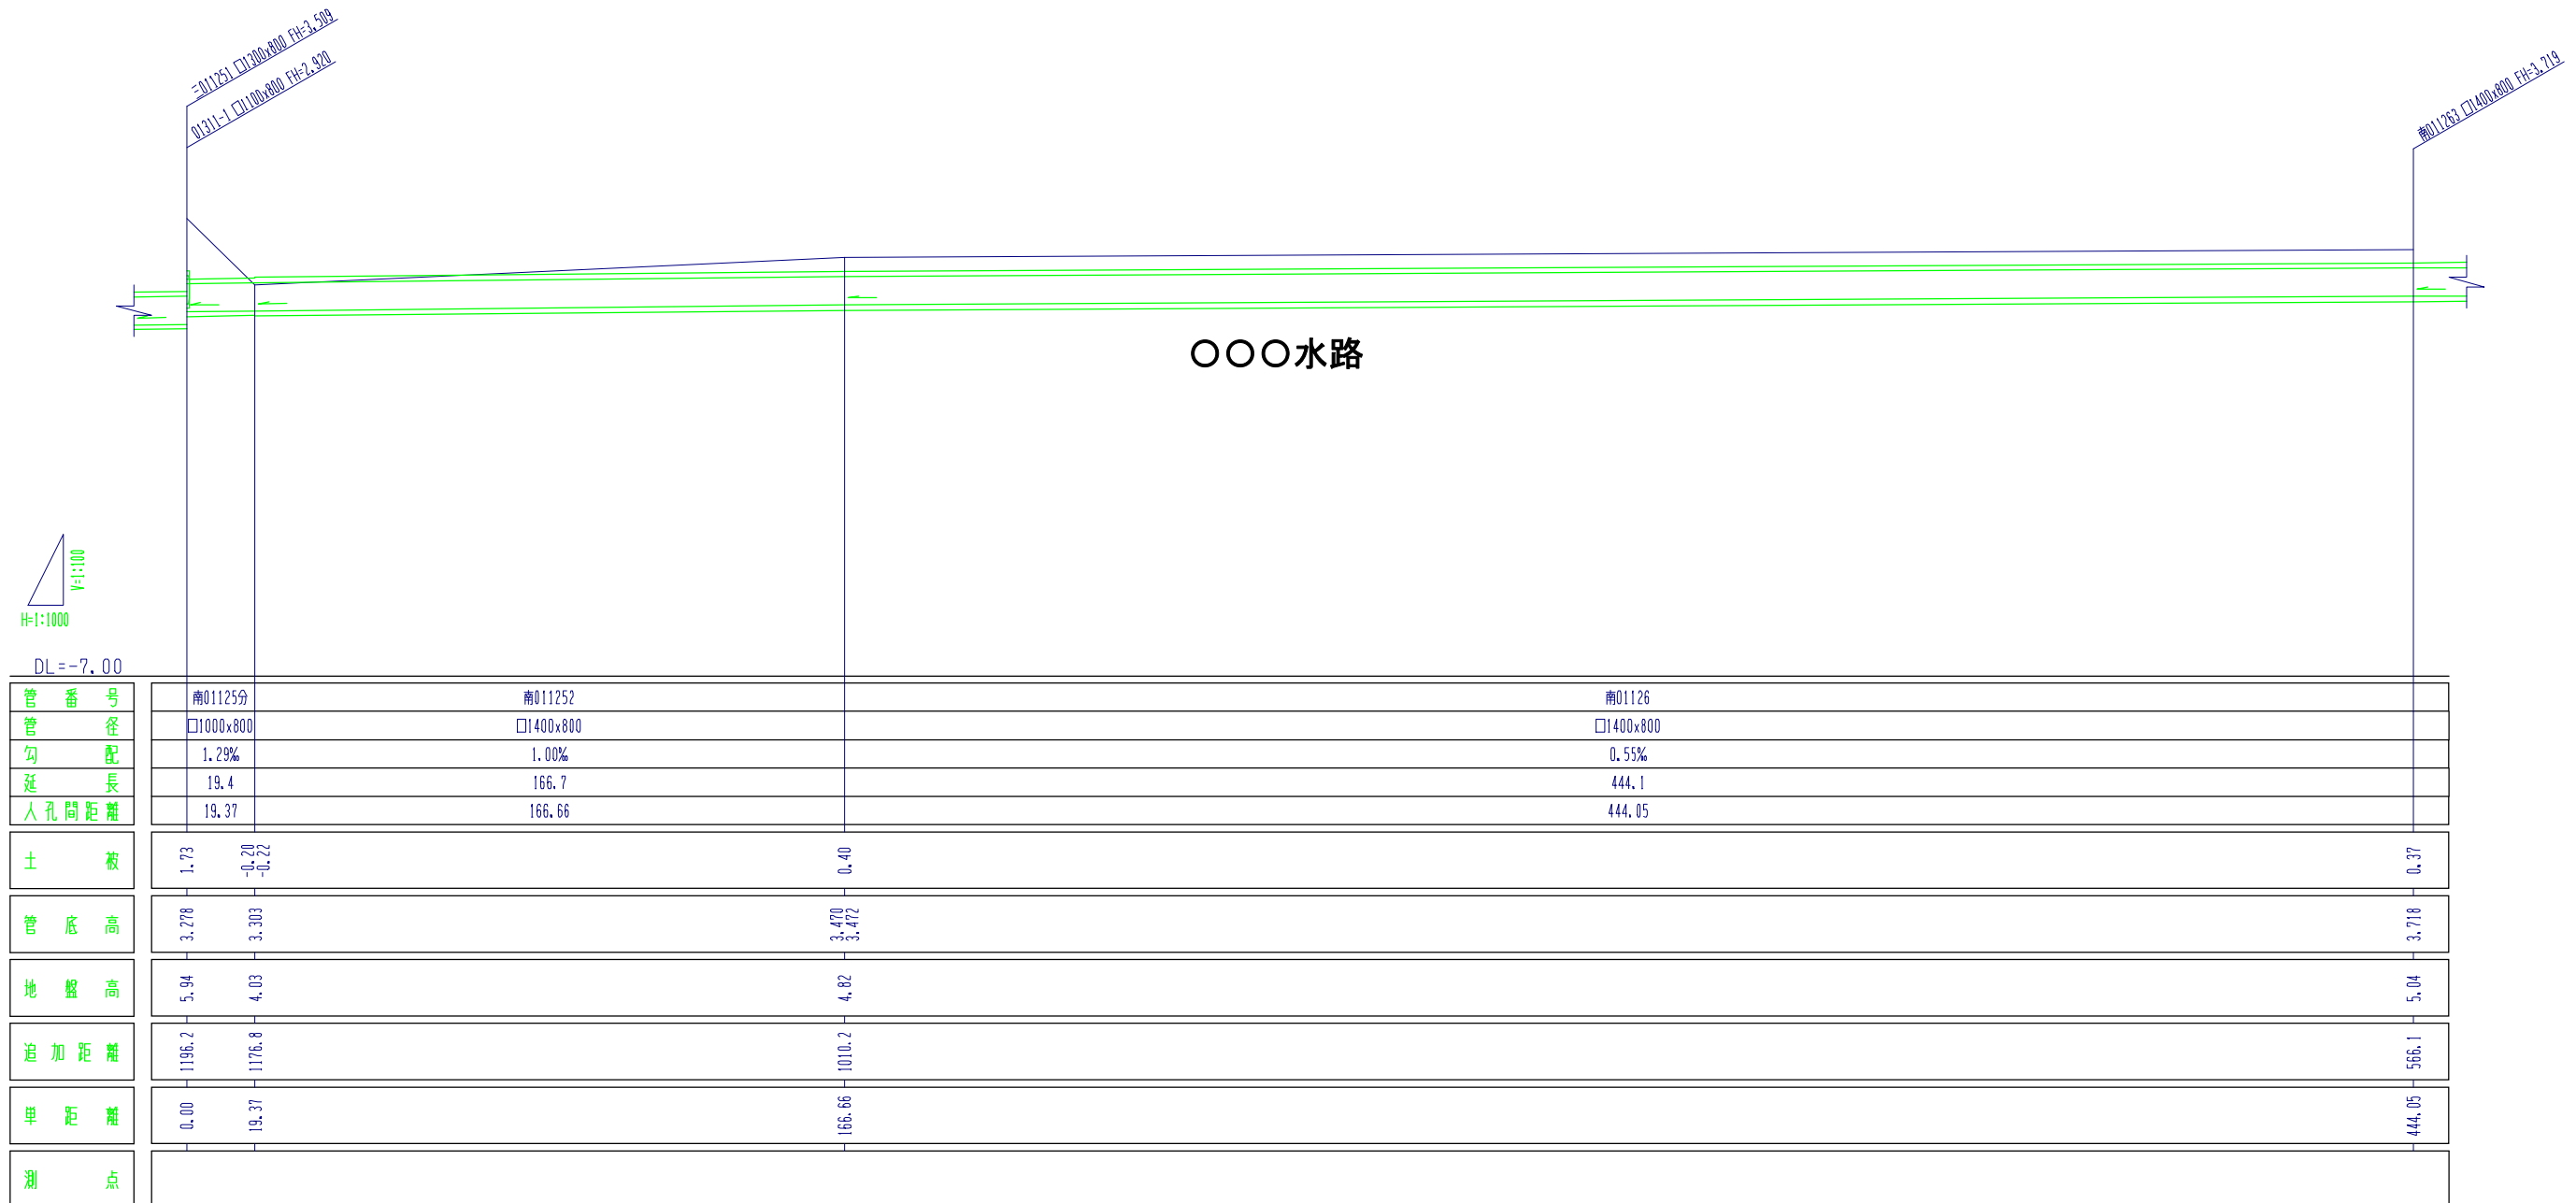 二011251 □1300x800 FH=3.509
01311-1 □1100x800 FH=2.920
南011263 □1400x800 FH=3.719
○○○水路
V=1:100
H=1:1000
DL=-7.00
管番号 南01125分 南011252 南01126
管径 □1000x800 □1400x800 □1400x800
勾配 1.29‰ 1.00‰ 0.55‰
延長 19.4 166.7 444.1
人孔間距離 19.37 166.66 444.05
土被 1.73 -0.20 -0.22 0.40 0.37
管底高 3.278 3.303 3.470 3.472 3.718
地盤高 5.94 4.03 4.82 5.04
追加距離 1196.2 1176.8 1010.2 566.1
単距離 0.00 19.37 166.66 444.05
測点